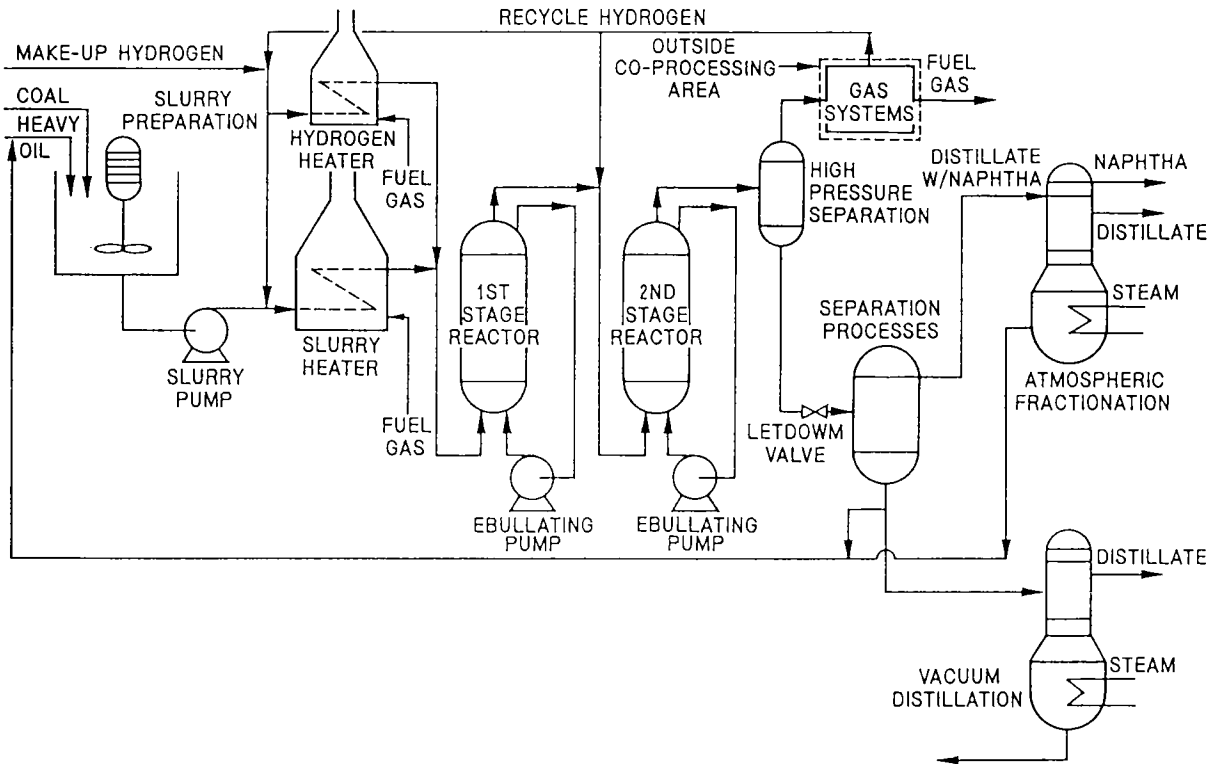 RECYCLE HYDROGEN
MAKE-UP HYDROGEN
OUTSIDE
CO-PROCESSING
AREA
FUEL
GAS
GAS
SYSTEMS
COAL
HEAVY
OIL
SLURRY
PREPARATION
HYDROGEN
HEATER
FUEL
GAS
HIGH
PRESSURE
SEPARATION
DISTILLATE
W/NAPHTHA
NAPHTHA
DISTILLATE
STEAM
1ST
STAGE
REACTOR
2ND
STAGE
REACTOR
SEPARATION
PROCESSES
SLURRY
HEATER
SLURRY
PUMP
FUEL
GAS
LETDOWM
VALVE
ATMOSPHERIC
FRACTIONATION
EBULLATING
PUMP
EBULLATING
PUMP
DISTILLATE
STEAM
VACUUM
DISTILLATION